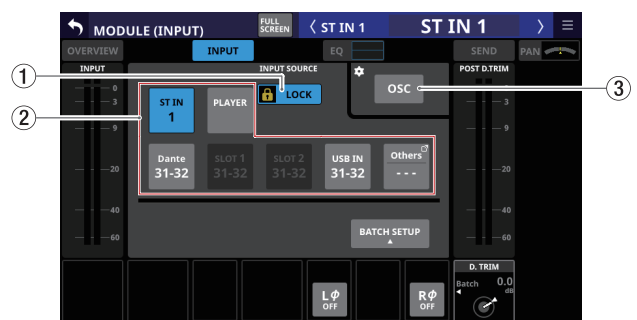 MODULE (INPUT)
FULL
SCREEN
ST IN 1
ST IN 1
OVERVIEW
INPUT
EQ
SEND
PAN
INPUT
INPUT SOURCE
POST D.TRIM
1
LOCK
OSC
3
2
ST IN
1
PLAYER
0
3
9
20
40
60
0
3
9
20
40
60
Dante
31-32
SLOT 1
31-32
SLOT 2
31-32
USB IN
31-32
Others
- - -
BATCH SETUP
D. TRIM
Batch
0.0
dB
LΦ
OFF
RΦ
OFF